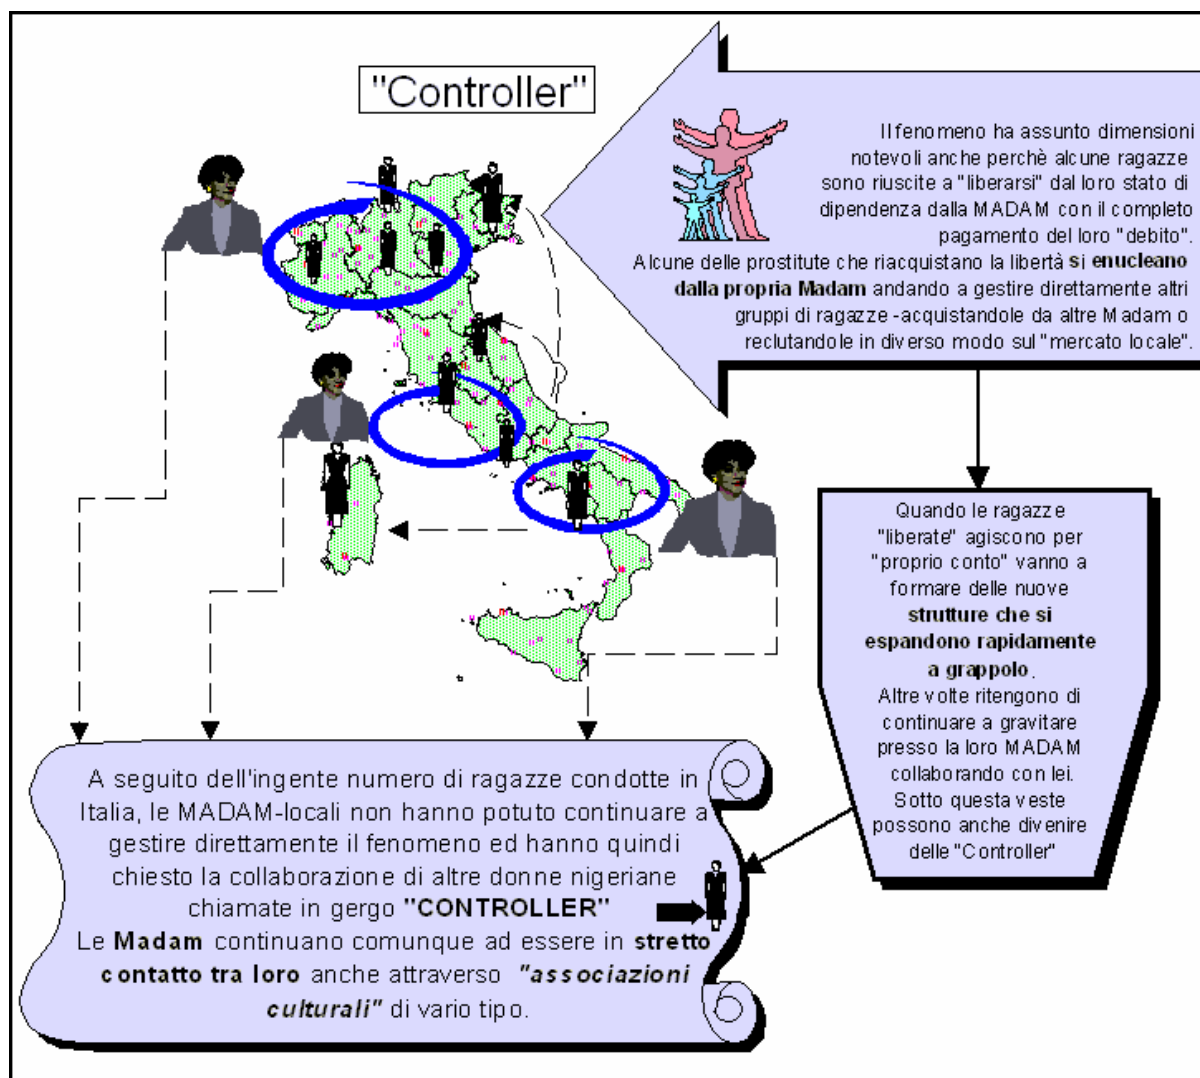 "Controller"
Il fenomeno ha assunto dimensioni
notevoli anche perchè alcune ragazze
sono riuscite a "liberarsi" dal loro stato di
dipendenza dalla MADAM con il completo
pagamento del loro "debito".
Alcune delle prostitute che riacquistano la libertà si enucleano
dalla propria Madam andando a gestire direttamente altri
gruppi di ragazze -acquistandole da altre Madam o
reclutandole in diverso modo sul "mercato locale".
Quando le ragazze
"liberate" agiscono per
"proprio conto" vanno a
formare delle nuove
strutture che si
espandono rapidamente
a grappolo.
Altre volte ritengono di
continuare a gravitare
presso la loro MADAM
collaborando con lei.
Sotto questa veste
possono anche divenire
delle "Controller"
A seguito dell'ingente numero di ragazze condotte in
Italia, le MADAM-locali non hanno potuto continuare a
gestire direttamente il fenomeno ed hanno quindi
chiesto la collaborazione di altre donne nigeriane
chiamate in gergo "CONTROLLER"
Le Madam continuano comunque ad essere in stretto
contatto tra loro anche attraverso "associazioni
culturali" di vario tipo.